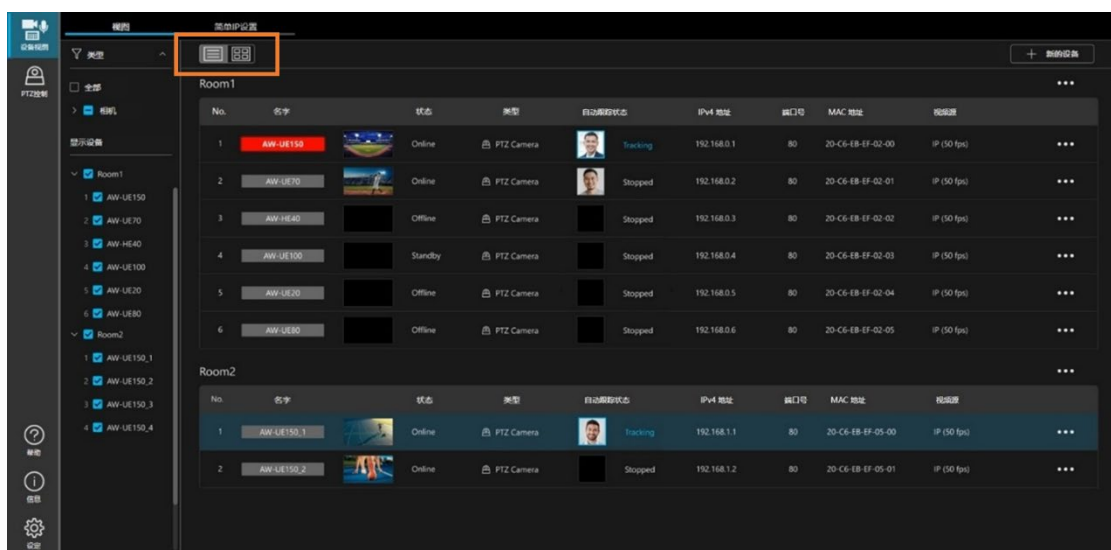 视图 简单IP设置
设备视图
PTZ控制
帮助
信息
设定
类型
全部
相机
显示设备
Room1
1 AW-UE150
2 AW-UE70
3 AW-HE40
4 AW-UE100
5 AW-UE20
6 AW-UE80
Room2
1 AW-UE150_1
2 AW-UE150_2
3 AW-UE150_3
4 AW-UE150_4
+ 新的设备
Room1
No. 名字 状态 类型 自动跟踪状态 IPv4 地址 端口号 MAC 地址 视频源
1 AW-UE150 Online PTZ Camera Tracking 192.168.0.1 80 20-C6-EB-EF-02-00 IP (50 fps)
2 AW-UE70 Online PTZ Camera Stopped 192.168.0.2 80 20-C6-EB-EF-02-01 IP (50 fps)
3 AW-HE40 Offline PTZ Camera Stopped 192.168.0.3 80 20-C6-EB-EF-02-02 IP (50 fps)
4 AW-UE100 Standby PTZ Camera Stopped 192.168.0.4 80 20-C6-EB-EF-02-03 IP (50 fps)
5 AW-UE20 Offline PTZ Camera Stopped 192.168.0.5 80 20-C6-EB-EF-02-04 IP (50 fps)
6 AW-UE80 Offline PTZ Camera Stopped 192.168.0.6 80 20-C6-EB-EF-02-05 IP (50 fps)
Room2
No. 名字 状态 类型 自动跟踪状态 IPv4 地址 端口号 MAC 地址 视频源
1 AW-UE150_1 Online PTZ Camera Tracking 192.168.1.1 80 20-C6-EB-EF-05-00 IP (50 fps)
2 AW-UE150_2 Online PTZ Camera Stopped 192.168.1.2 80 20-C6-EB-EF-05-01 IP (50 fps)